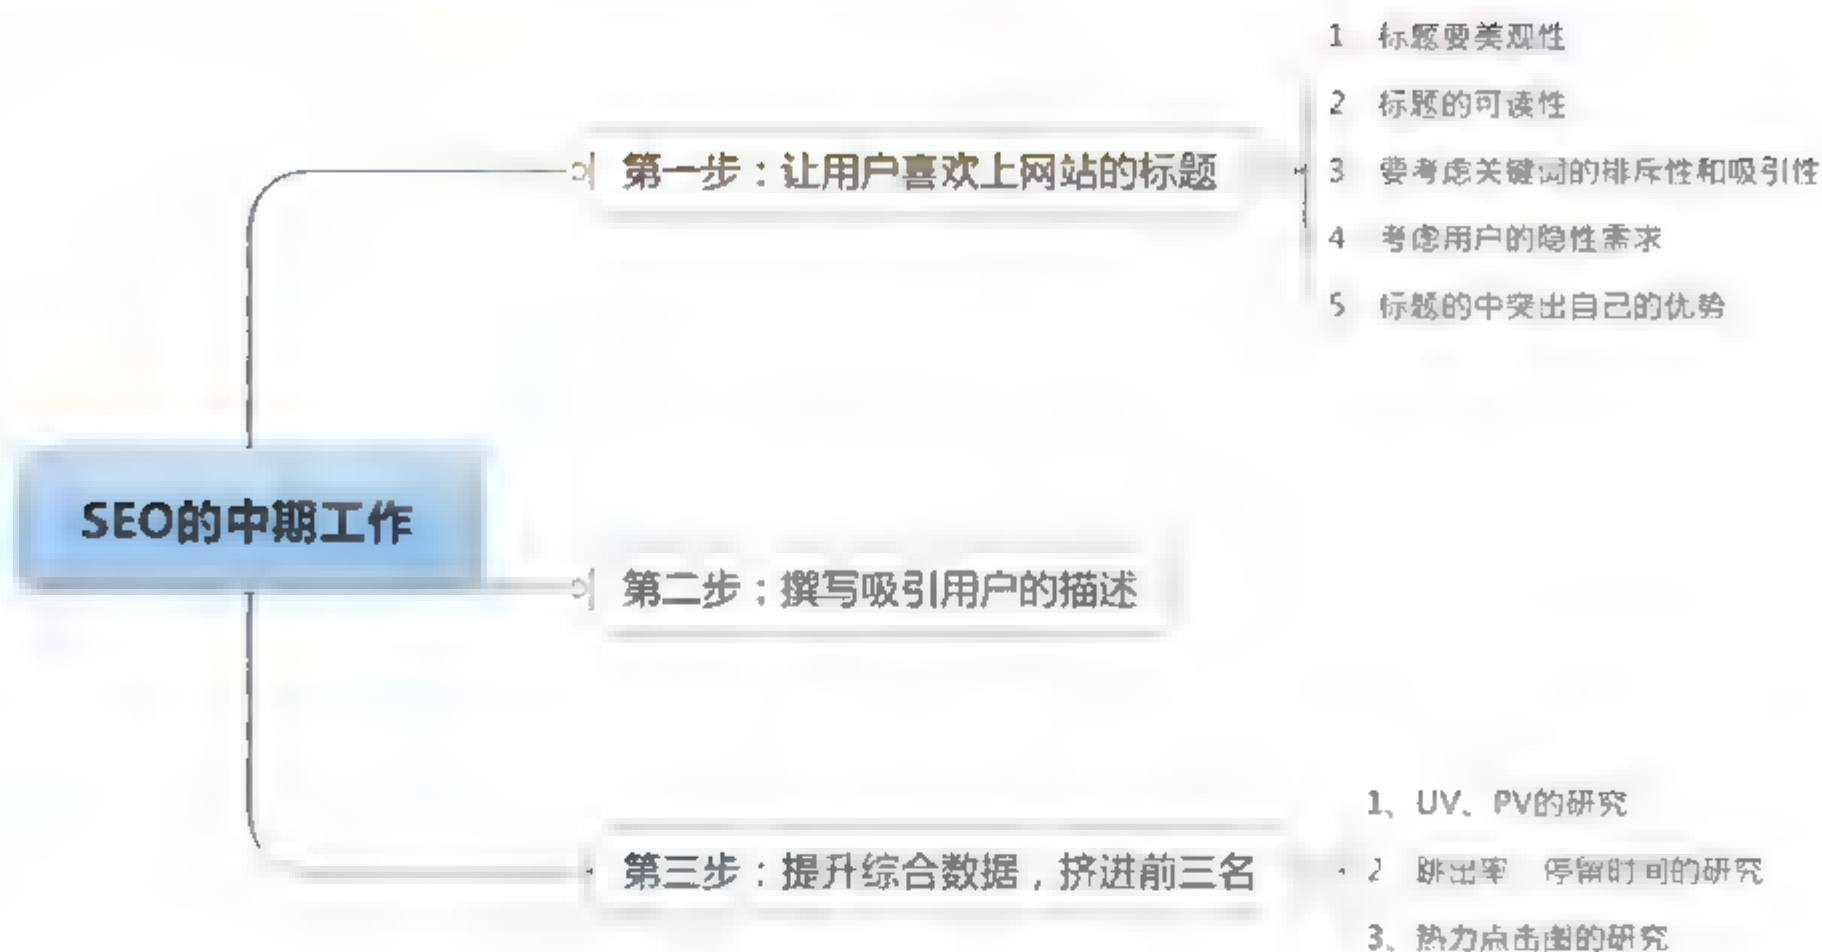 1 标题要美观性
2 标题的可读性
第一步：让用户喜欢上网站的标题
3 要考虑关键词的排斥性和吸引性
4 考虑用户的隐性需求
5 标题的中突出自己的优势
SEO的中期工作
第二步：撰写吸引用户的描述
1、UV、PV的研究
第三步：提升综合数据，挤进前三名
2 跳出率 停留时间的研究
3、热力点击图的研究